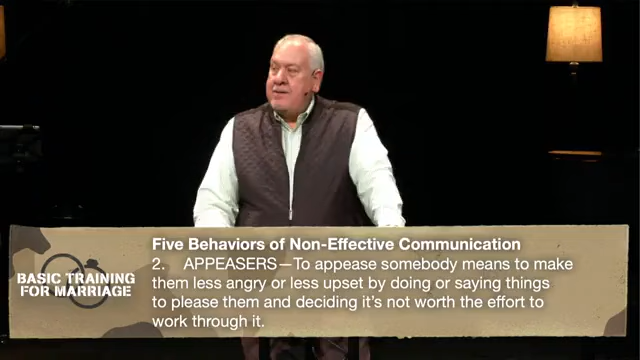 Five Behaviors of Non-Effective Communication
2. APPEASERS—To appease somebody means to make
them less angry or less upset by doing or saying things
to please them and deciding it's not worth the effort to
work through it.
BASIC TRAINING
FOR MARRIAGE